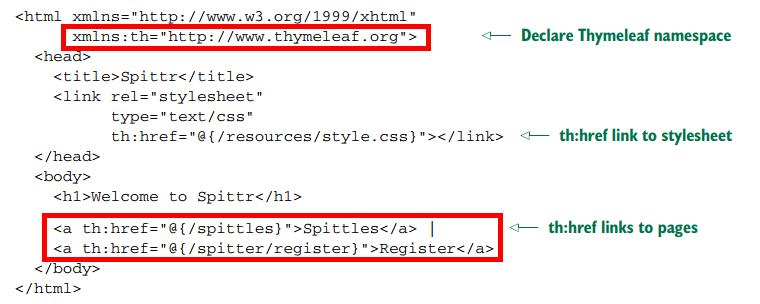 <html xmlns="http://www.w3.org/1999/xhtml"
xmlns:th="http://www.thymeleaf.org"> Declare Thymeleaf namespace
<head>
<title>Spittr</title>
<link rel="stylesheet"
type="text/css"
th:href="@{/resources/style.css}"></link> th:href link to stylesheet
</head>
<body>
<h1>Welcome to Spittr</h1>
<a th:href="@{/spittles}">Spittles</a> | th:href links to pages
<a th:href="@{/spitter/register}">Register</a>
</body>
</html>